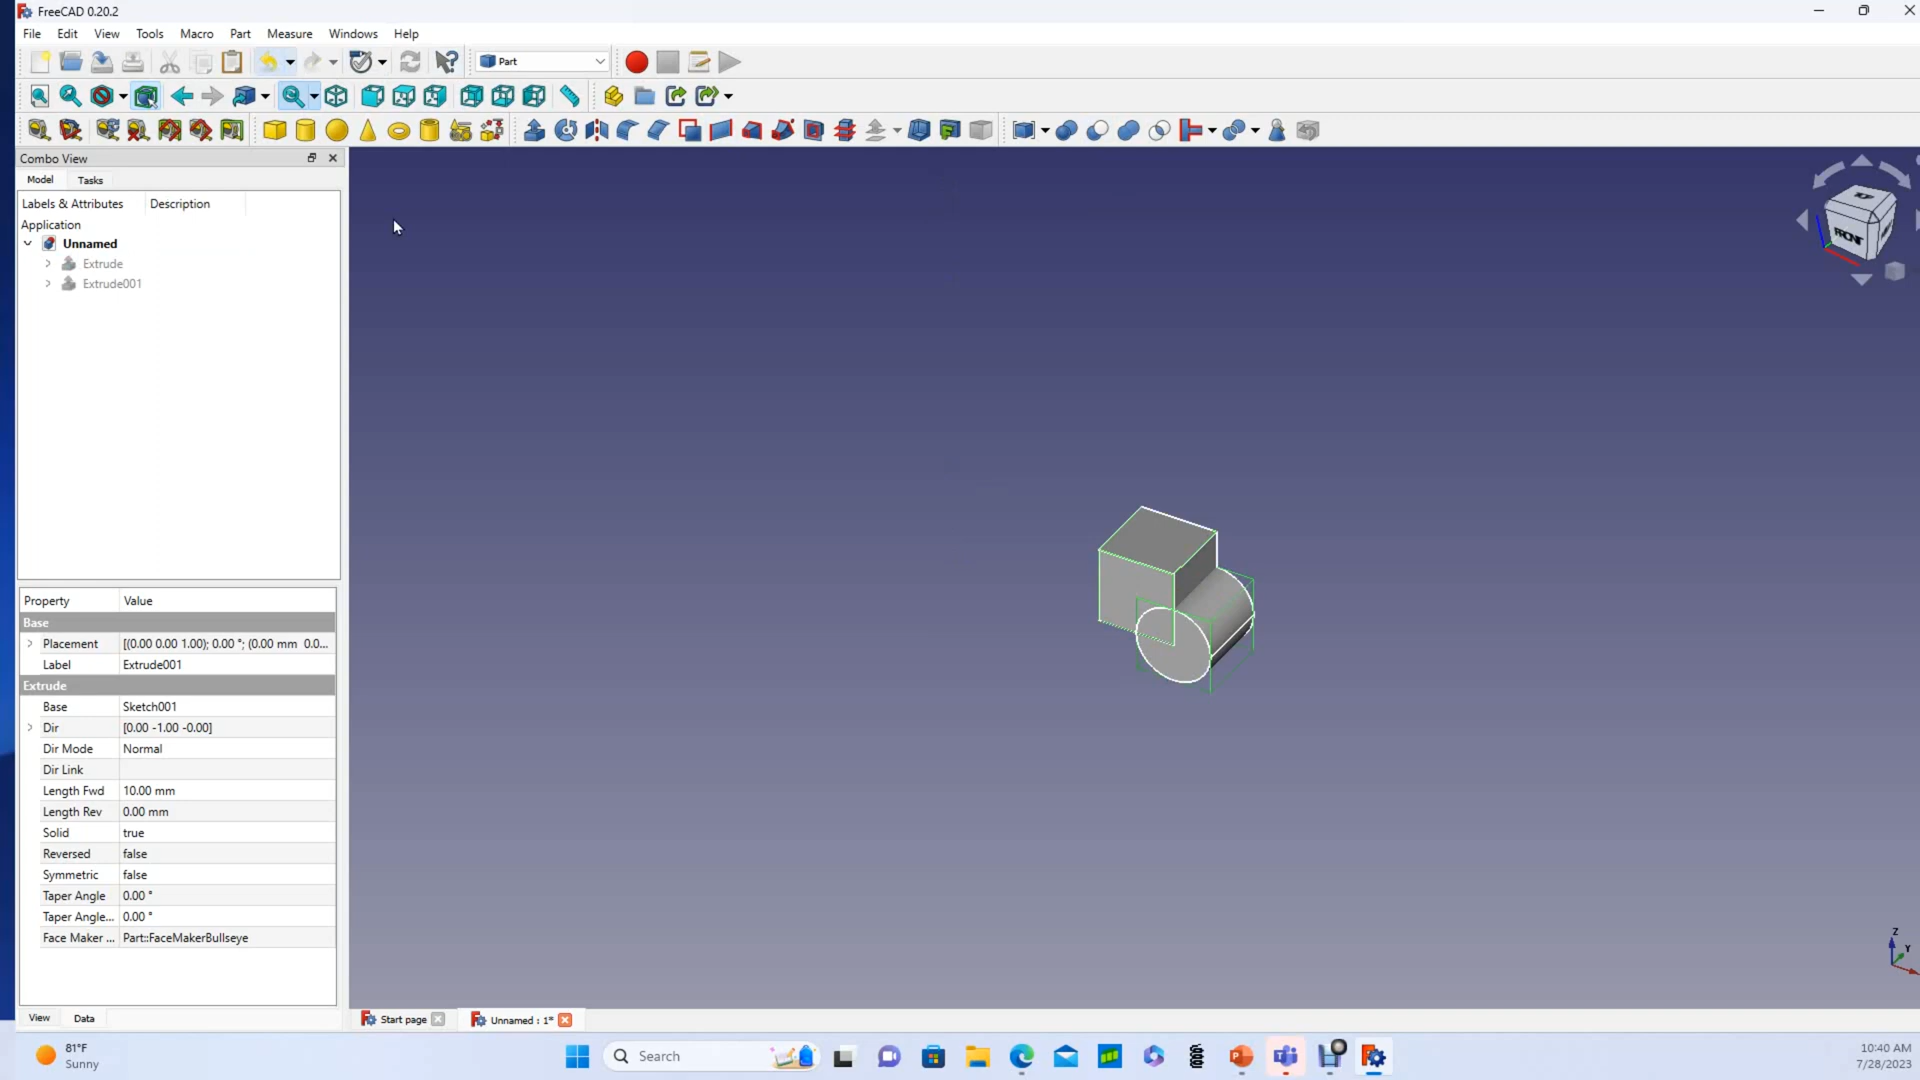 FreeCAD 0.20.2
File Edit View Tools Macro Part Measure Windows Help
Part
Combo View
Model Tasks
Labels & Attributes Description
Application
Unnamed
Extrude
Extrude001
TOP
FRONT
Property Value
Base
Placement [(0.00 0.00 1.00); 0.00 °; (0.00 mm 0.0...
Label Extrude001
Extrude
Base Sketch001
Dir [0.00 -1.00 -0.00]
Dir Mode Normal
Dir Link
Length Fwd 10.00 mm
Length Rev 0.00 mm
Solid true
Reversed false
Symmetric false
Taper Angle 0.00 °
Taper Angle... 0.00 °
Face Maker ... Part::FaceMakerBullseye
Z
Y
View Data
Start page Unnamed : 1*
81°F
Sunny
Search
10:40 AM
7/28/2023